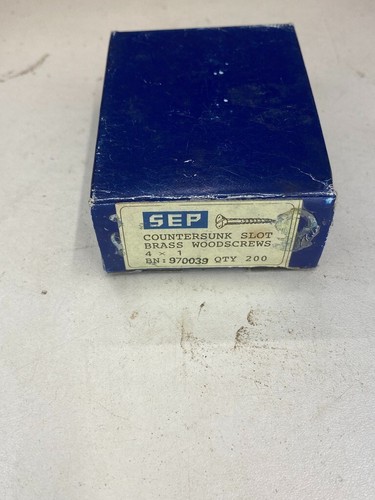 SEP
COUNTERSUNK SLOT
BRASS WOODSCREWS
4 × 1
BN: 970039 QTY 200